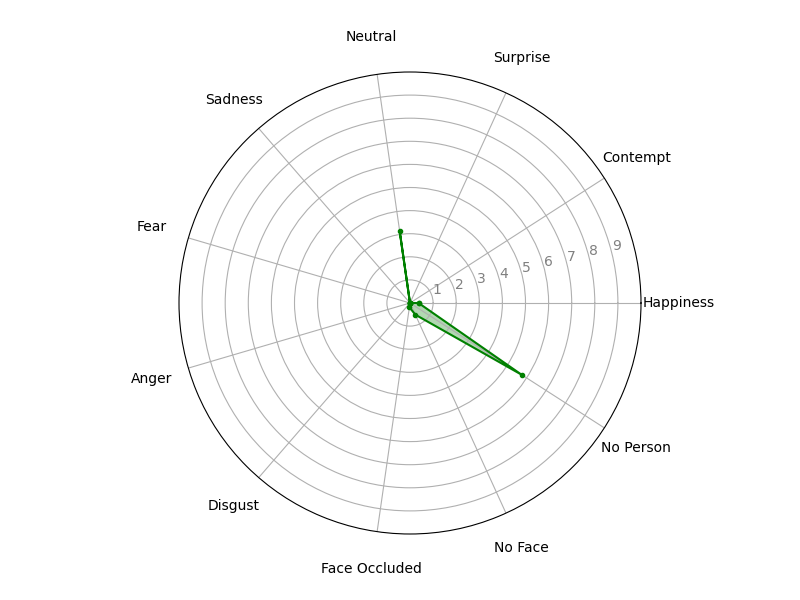 Neutral
Surprise
Sadness
Contempt
Fear
9
8
7
6
5
4
3
2
1
Happiness
Anger
No Person
Disgust
No Face
Face Occluded